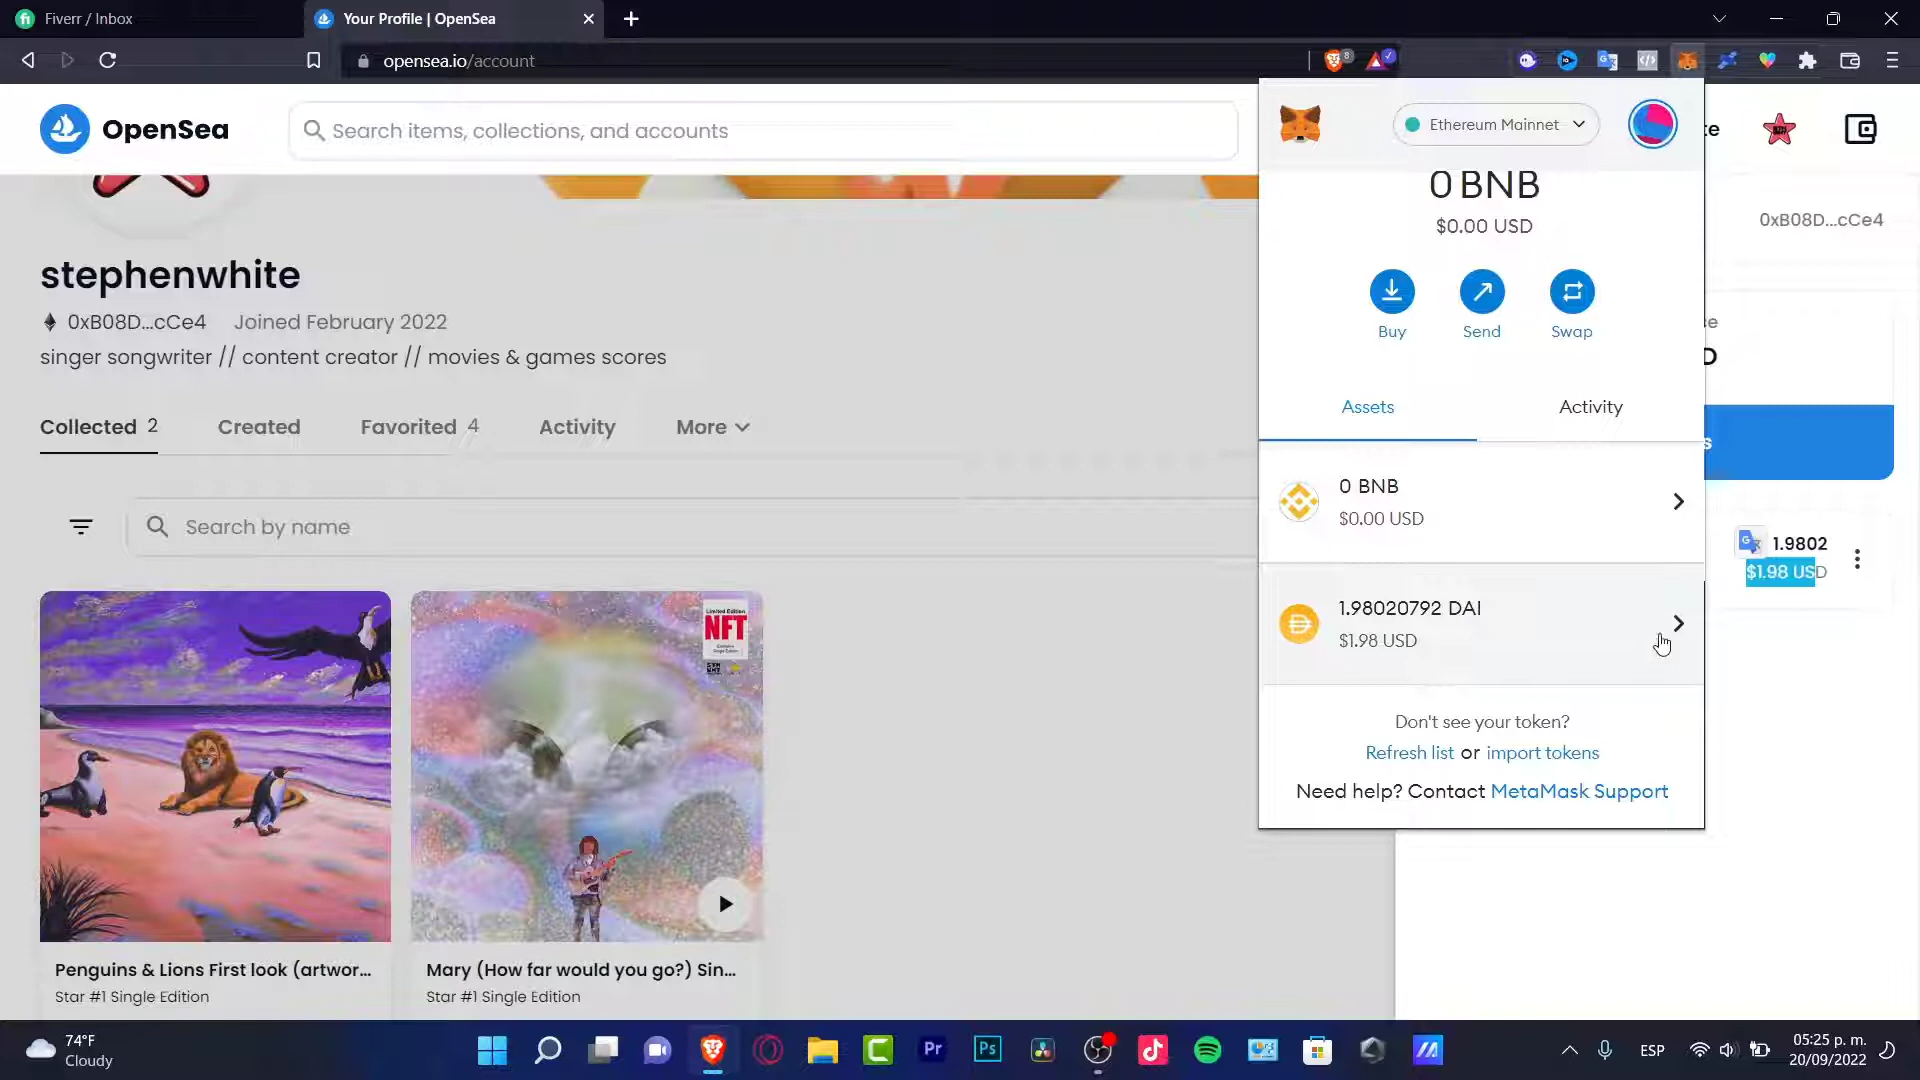 Fiverr / Inbox
Your Profile | OpenSea
opensea.io/account
8
OpenSea
Search items, collections, and accounts
Ethereum Mainnet
0 BNB
$0.00 USD
Buy
Send
Swap
Assets
Activity
0 BNB
$0.00 USD
1.98020792 DAI
$1.98 USD
Don't see your token?
Refresh list or import tokens
Need help? Contact MetaMask Support
0xB08D...cCe4
1.9802
$1.98 USD
stephenwhite
0xB08D...cCe4 Joined February 2022
singer songwriter // content creator // movies & games scores
Collected 2
Created
Favorited 4
Activity
More
Search by name
Limited Edition
NFT
Penguins & Lions First look (artwor...
Star #1 Single Edition
Mary (How far would you go?) Sin...
Star #1 Single Edition
74°F
Cloudy
Pr
Ps
ESP
05:25 p. m.
20/09/2022